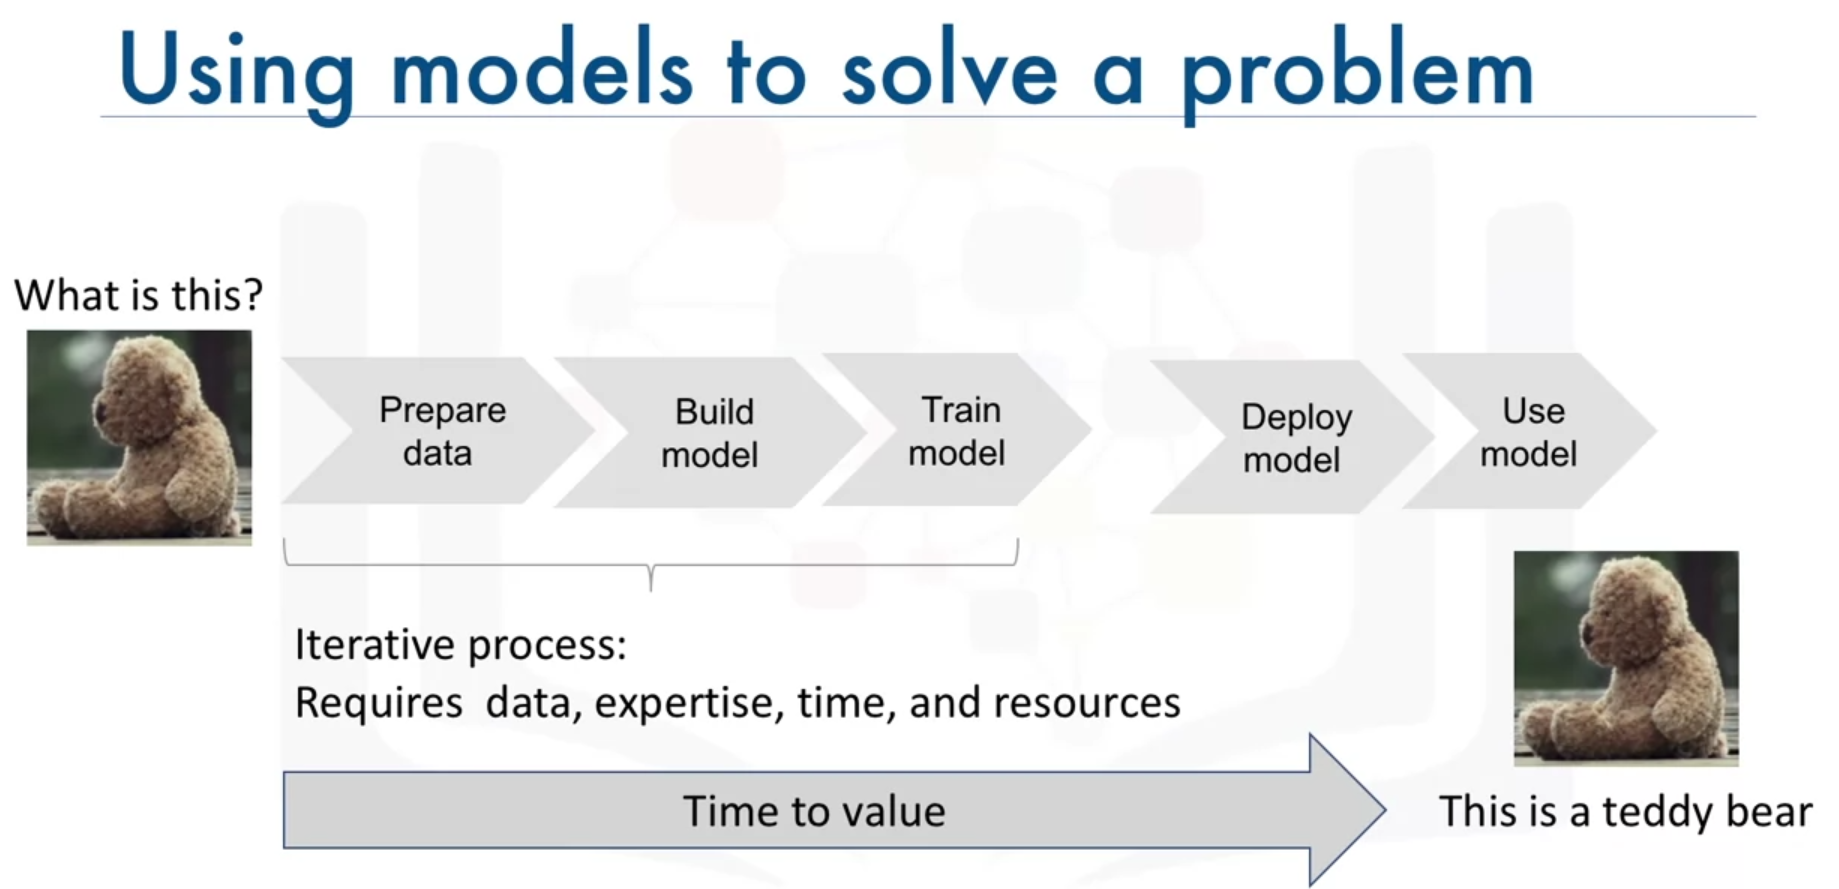 Using models to solve a problem
What is this?
Prepare
data
Build
model
Train
model
Deploy
model
Use
model
Iterative process:
Requires  data, expertise, time, and resources
Time to value
This is a teddy bear